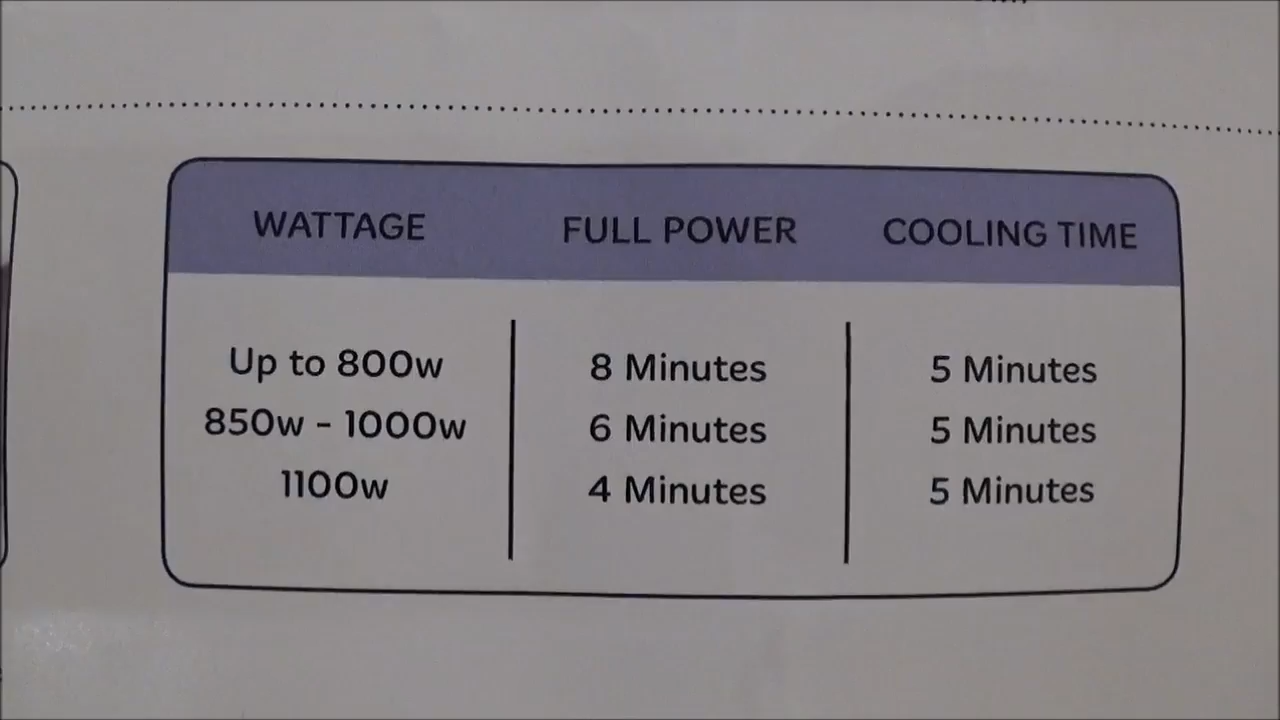 WATTAGE FULL POWER COOLING TIME
Up to 800w 8 Minutes 5 Minutes
850w - 1000w 6 Minutes 5 Minutes
1100w 4 Minutes 5 Minutes